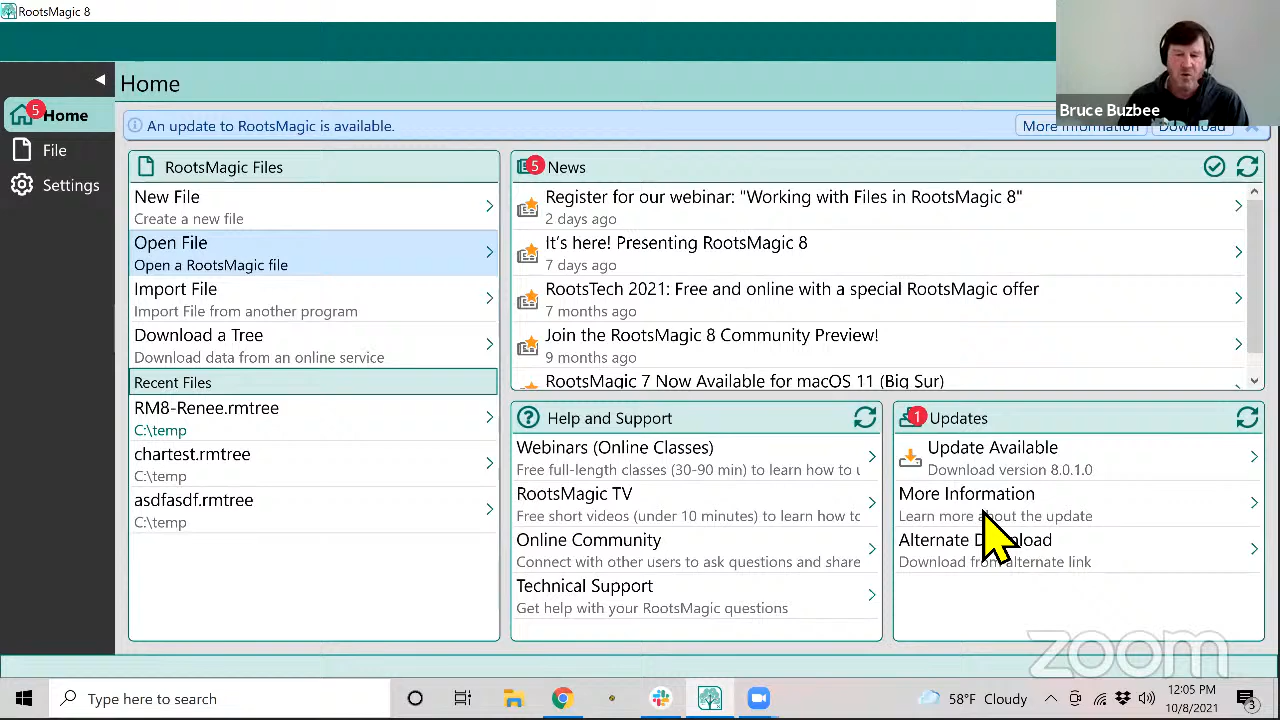 RootsMagic 8
Home
Bruce Buzbee
5
Home
An update to RootsMagic is available.
More Information
Download
File
Settings
RootsMagic Files
New File
Create a new file
Open File
Open a RootsMagic file
Import File
Import File from another program
Download a Tree
Download data from an online service
Recent Files
RM8-Renee.rmtree
C:\temp
chartest.rmtree
C:\temp
asdfasdf.rmtree
C:\temp
5
News
Register for our webinar: "Working with Files in RootsMagic 8"
2 days ago
It's here! Presenting RootsMagic 8
7 days ago
RootsTech 2021: Free and online with a special RootsMagic offer
7 months ago
Join the RootsMagic 8 Community Preview!
9 months ago
RootsMagic 7 Now Available for macOS 11 (Big Sur)
Help and Support
Webinars (Online Classes)
Free full-length classes (30-90 min) to learn how to u
RootsMagic TV
Free short videos (under 10 minutes) to learn how to
Online Community
Connect with other users to ask questions and share
Technical Support
Get help with your RootsMagic questions
1
Updates
Update Available
Download version 8.0.1.0
More Information
Learn more about the update
Alternate Download
Download from alternate link
zoom
Type here to search
58°F Cloudy
12:05 PM
10/8/2021
3